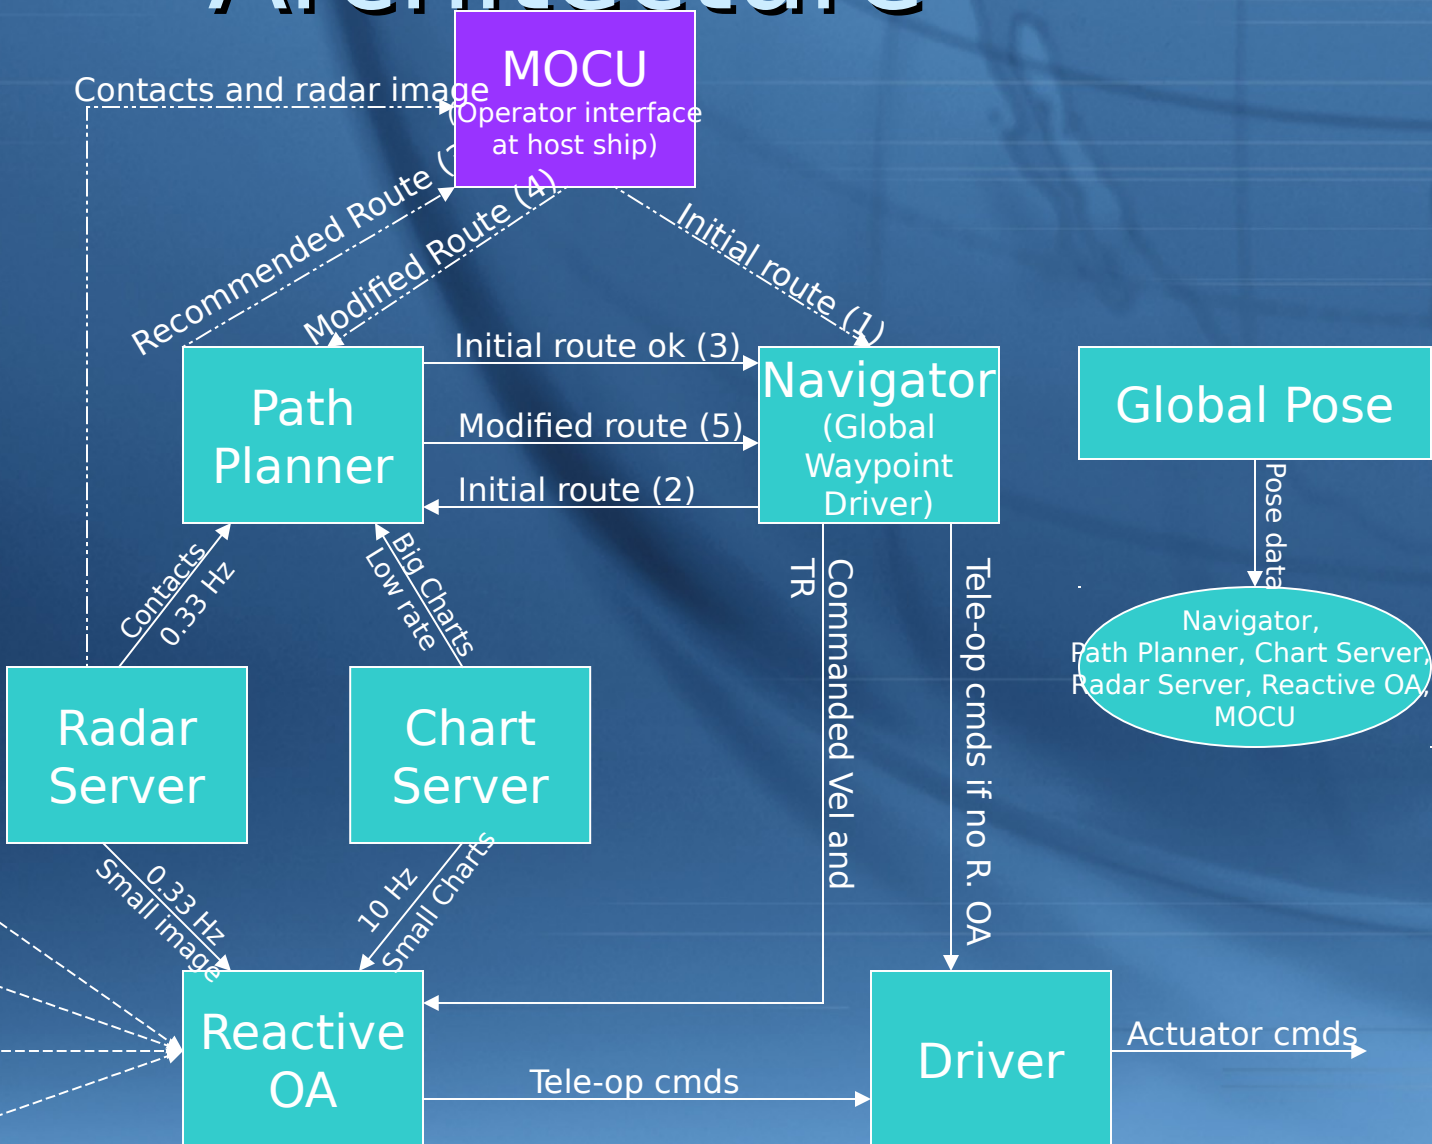 Architecture
MOCU
(Operator interface
at host ship)
Contacts and radar image
Recommended Route
Modified Route (4)
Initial route (1)
Initial route ok (3)
Modified route (5)
Initial route (2)
Path
Planner
Navigator
(Global
Waypoint
Driver)
Global Pose
Pose data
Contacts
0.33 Hz
Big Charts
Low rate
Commanded Vel and
TR
Tele-op cmds if no R. OA
Navigator,
Path Planner, Chart Server,
Radar Server, Reactive OA,
MOCU
Radar
Server
Chart
Server
0.33 Hz
Small image
10 Hz
Small Charts
Reactive
OA
Tele-op cmds
Driver
Actuator cmds